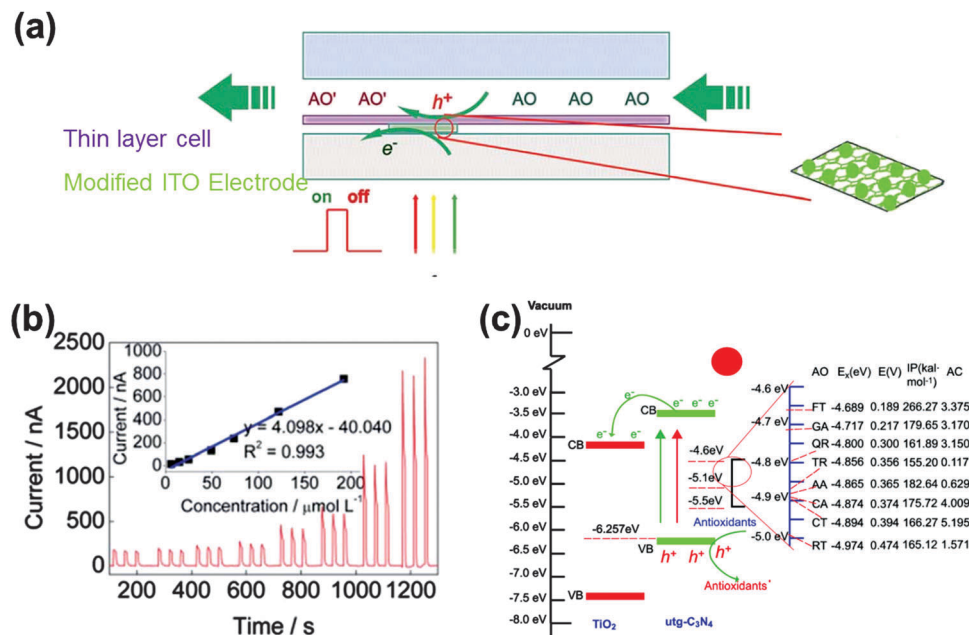 (a)
AO' AO' h+ AO AO AO
e-
Thin layer cell
Modified ITO Electrode
on off
(b)
2500
2000
1500
1000
500
0
Current / nA
200 400 600 800 1000 1200
Time / s
1000
800
600
400
200
0
Current / nA
y = 4.098x - 40.040
R² = 0.993
0 50 100 150 200
Concentration / μmol L⁻¹
(c)
Vacuum
0 eV
-3.0 eV
-3.5 eV
-4.0 eV
-4.5 eV
-5.0 eV
-5.5 eV
-6.0 eV
-6.5 eV
-7.0 eV
-7.5 eV
-8.0 eV
e-
CB e- e- e-
CB e- e-
-4.6eV
-5.1eV
-5.5eV
Antioxidants
-6.257eV
VB h+ h+ h+
Antioxidants'
VB
TiO₂ utg-C₃N₄
-4.6 eV
-4.7 eV
-4.8 eV
-4.9 eV
-5.0 eV
AO Eₓ(eV) E(V) IP(kal· mol⁻¹) AC
FT -4.689 0.189 266.27 3.375
GA -4.717 0.217 179.65 3.170
QR -4.800 0.300 161.89 3.150
TR -4.856 0.356 155.20 0.117
AA -4.865 0.365 182.64 0.629
CA -4.874 0.374 175.72 4.009
CT -4.894 0.394 166.27 5.195
RT -4.974 0.474 165.12 1.571